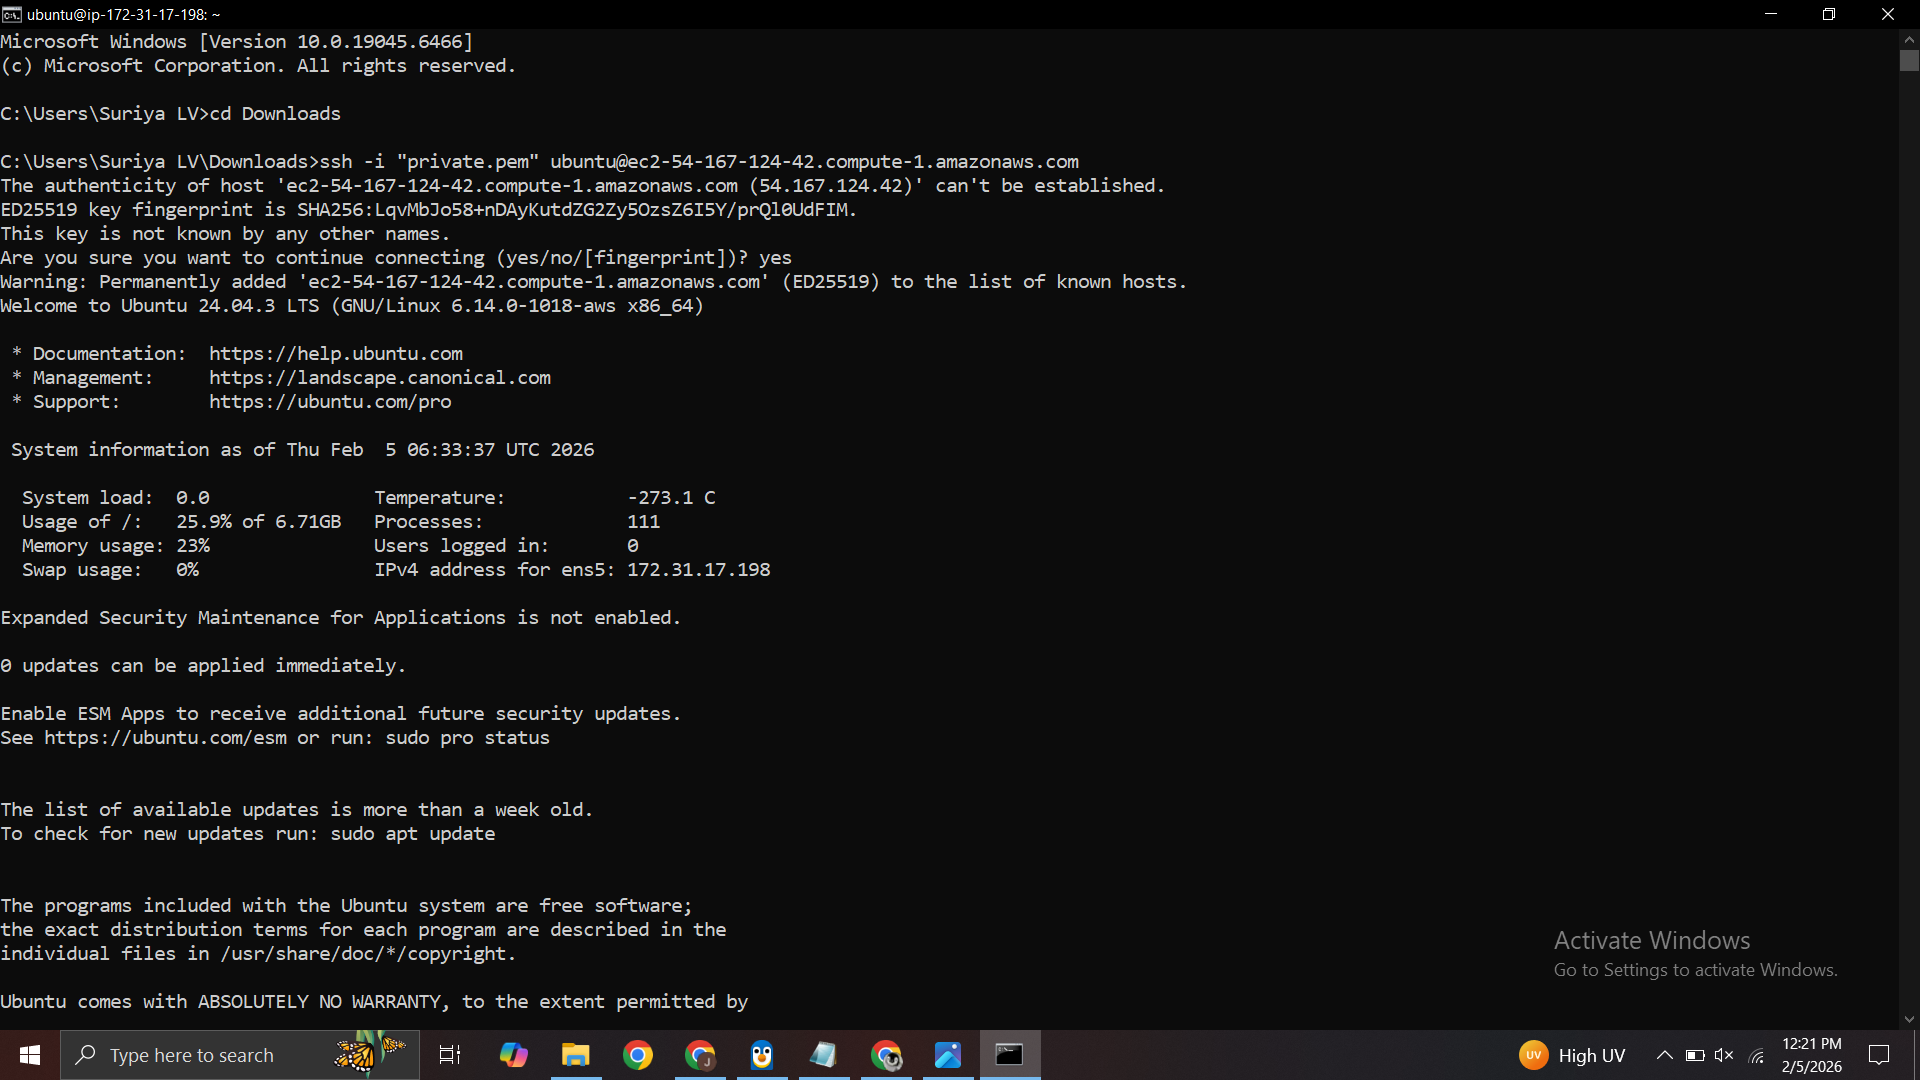 ubuntu@ip-172-31-17-198: ~
Microsoft Windows [Version 10.0.19045.6466]
(c) Microsoft Corporation. All rights reserved.
C:\Users\Suriya LV>cd Downloads
C:\Users\Suriya LV\Downloads>ssh -i "private.pem" ubuntu@ec2-54-167-124-42.compute-1.amazonaws.com
The authenticity of host 'ec2-54-167-124-42.compute-1.amazonaws.com (54.167.124.42)' can't be established.
ED25519 key fingerprint is SHA256:LqvMbJo58+nDAyKutdZG2Zy5OzsZ6I5Y/prQl0UdFIM.
This key is not known by any other names.
Are you sure you want to continue connecting (yes/no/[fingerprint])? yes
Warning: Permanently added 'ec2-54-167-124-42.compute-1.amazonaws.com' (ED25519) to the list of known hosts.
Welcome to Ubuntu 24.04.3 LTS (GNU/Linux 6.14.0-1018-aws x86_64)
* Documentation:  https://help.ubuntu.com
* Management:     https://landscape.canonical.com
* Support:        https://ubuntu.com/pro
System information as of Thu Feb  5 06:33:37 UTC 2026
System load:  0.0               Temperature:           -273.1 C
Usage of /:   25.9% of 6.71GB   Processes:             111
Memory usage: 23%               Users logged in:       0
Swap usage:   0%                IPv4 address for ens5: 172.31.17.198
Expanded Security Maintenance for Applications is not enabled.
0 updates can be applied immediately.
Enable ESM Apps to receive additional future security updates.
See https://ubuntu.com/esm or run: sudo pro status
The list of available updates is more than a week old.
To check for new updates run: sudo apt update
The programs included with the Ubuntu system are free software;
the exact distribution terms for each program are described in the
individual files in /usr/share/doc/*/copyright.
Ubuntu comes with ABSOLUTELY NO WARRANTY, to the extent permitted by
Activate Windows
Go to Settings to activate Windows.
Type here to search
UV
High UV
12:21 PM
2/5/2026